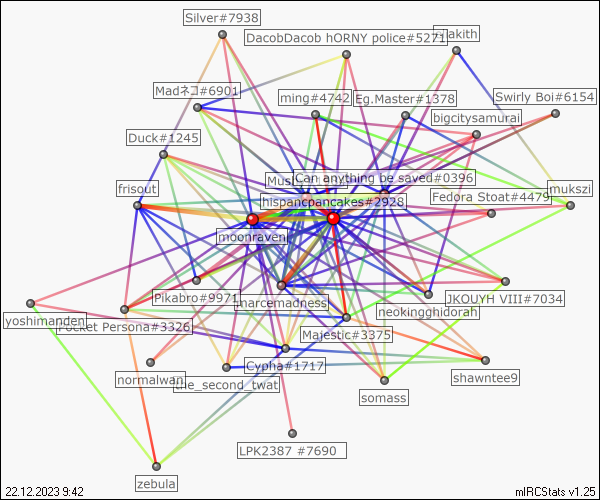 Silver#7938
DacobDacob hORNY police#5271
akith
Madネコ#6901
ming#4742
Eg.Master#1378
Swirly Boi#6154
bigcitysamurai
Duck#1245
Can anything be saved#0396
frisout
mukszi
Fedora Stoat#4479
hispancpancakes#2928
moonraven
Pikabro#9971
marcemadness
JKOUYH VIII#7034
neokingghidorah
yoshimanden
Pocket Persona#3326
Majestic#3375
Cypha#1717
normalwan
the_second_twat
shawntee9
somass
LPK2387 #7690
zebula
22.12.2023 9:42
mIRCStats v1.25